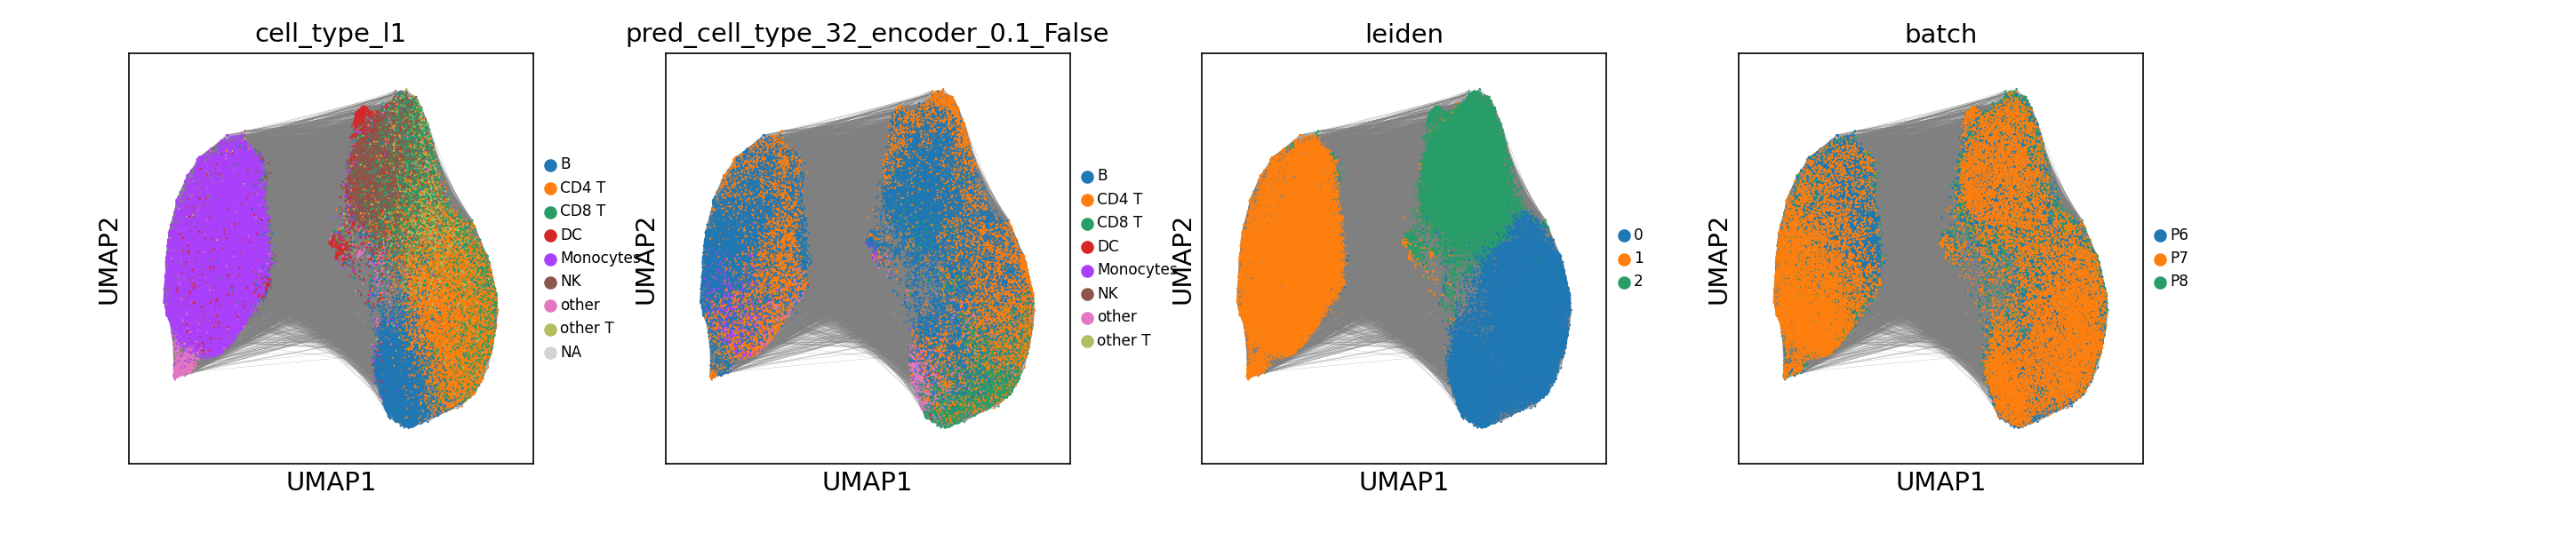 cell_type_l1
UMAP2
UMAP1
B
CD4 T
CD8 T
DC
Monocytes
NK
other
other T
NA
pred_cell_type_32_encoder_0.1_False
UMAP2
UMAP1
B
CD4 T
CD8 T
DC
Monocytes
NK
other
other T
leiden
UMAP2
UMAP1
0
1
2
batch
UMAP2
UMAP1
P6
P7
P8